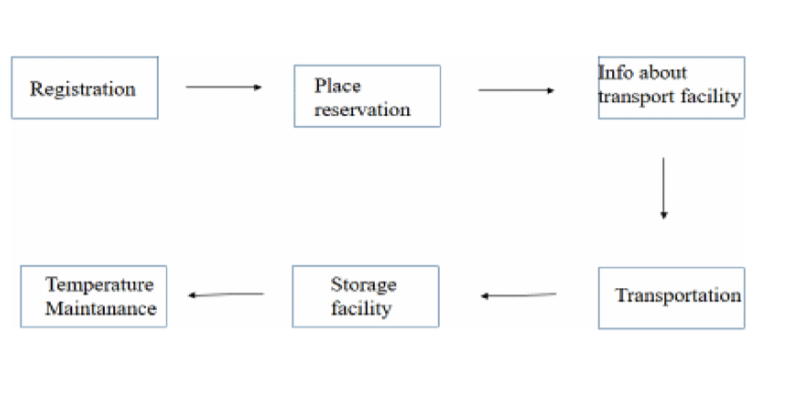 Registration
Place
reservation
Info about
transport facility
Transportation
Storage
facility
Temperature
Maintanance